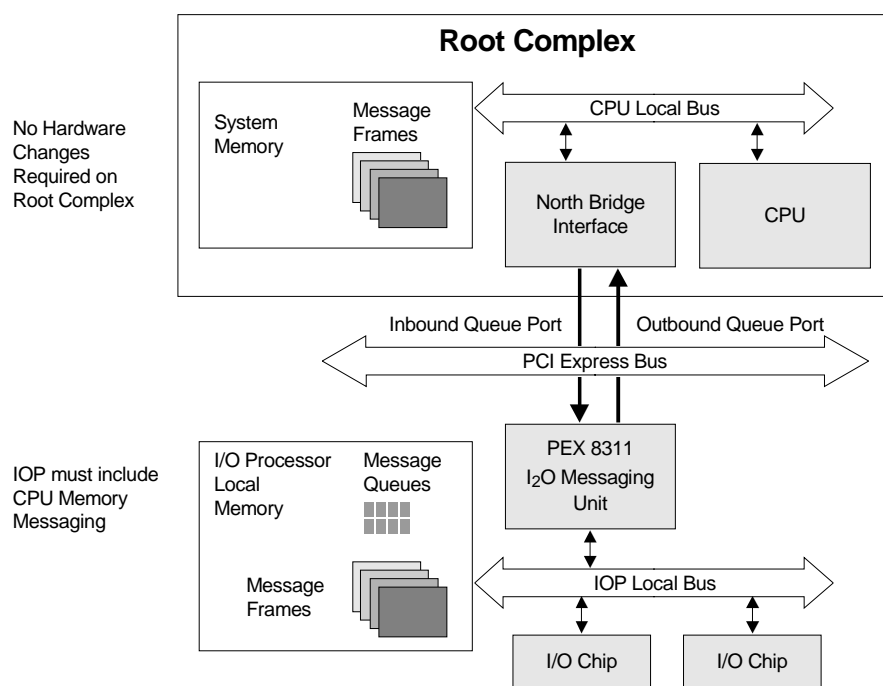 Root Complex
No Hardware
Changes
Required on
Root Complex
System
Memory
Message
Frames
CPU Local Bus
North Bridge
Interface
CPU
Inbound Queue Port
Outbound Queue Port
PCI Express Bus
IOP must include
CPU Memory
Messaging
I/O Processor
Local
Memory
Message
Queues
Message
Frames
PEX 8311
I₂O Messaging
Unit
IOP Local Bus
I/O Chip
I/O Chip